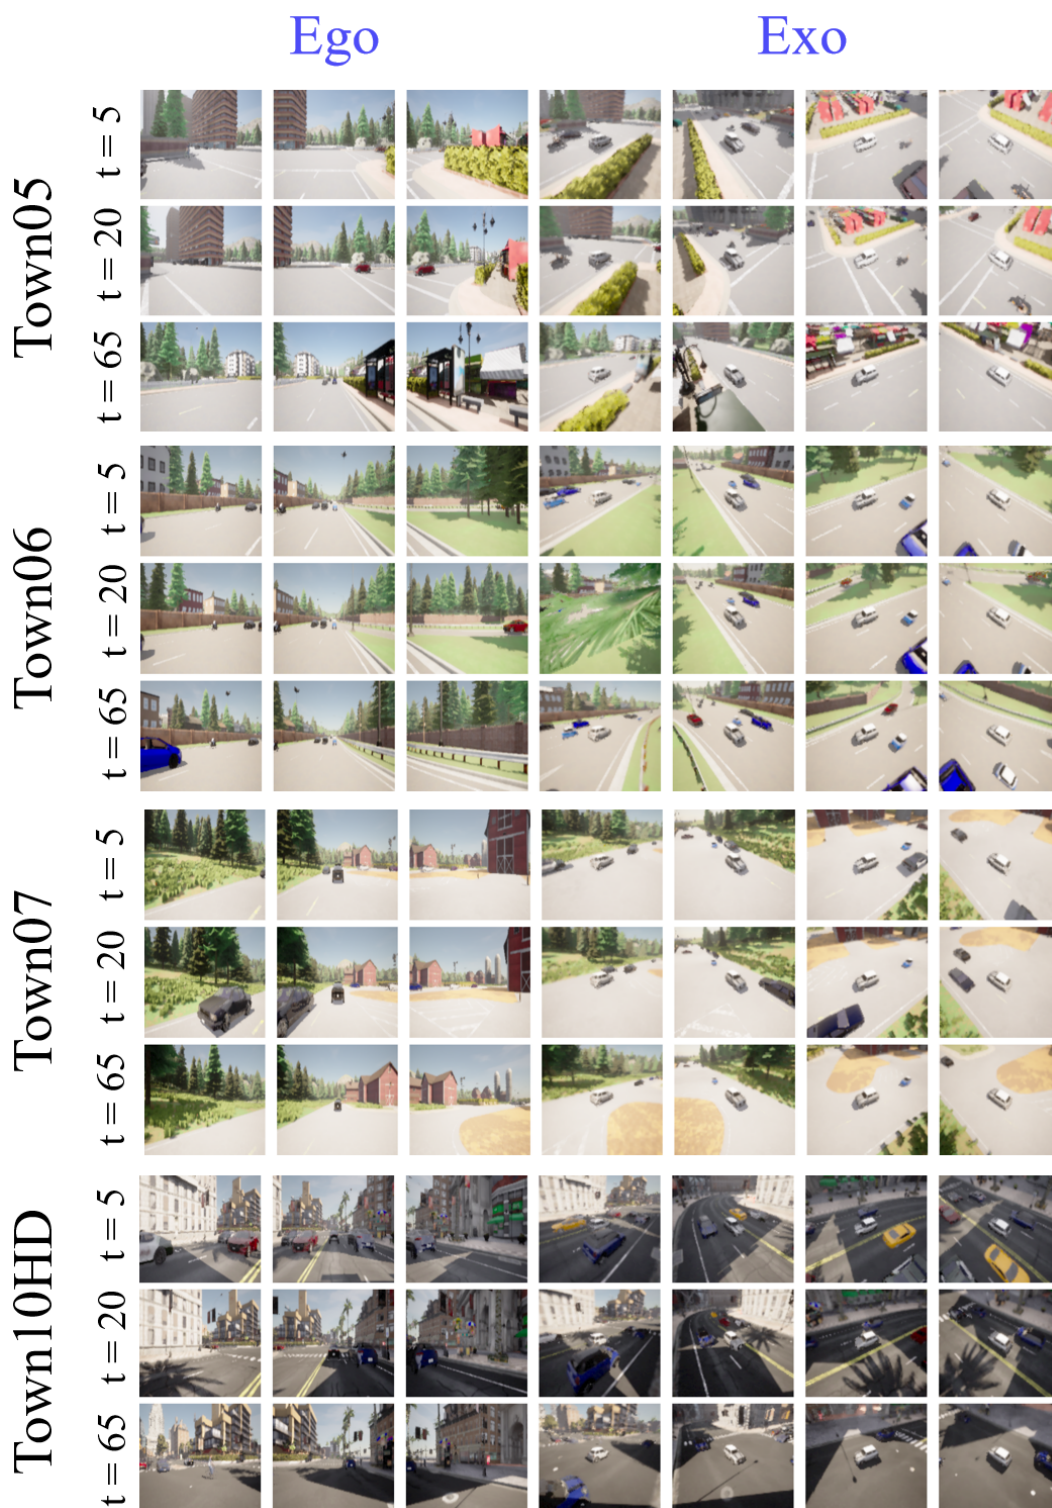 Ego Exo
Town05
t = 5
t = 20
t = 65
Town06
t = 5
t = 20
t = 65
Town07
t = 5
t = 20
t = 65
Town10HD
t = 5
t = 20
t = 65